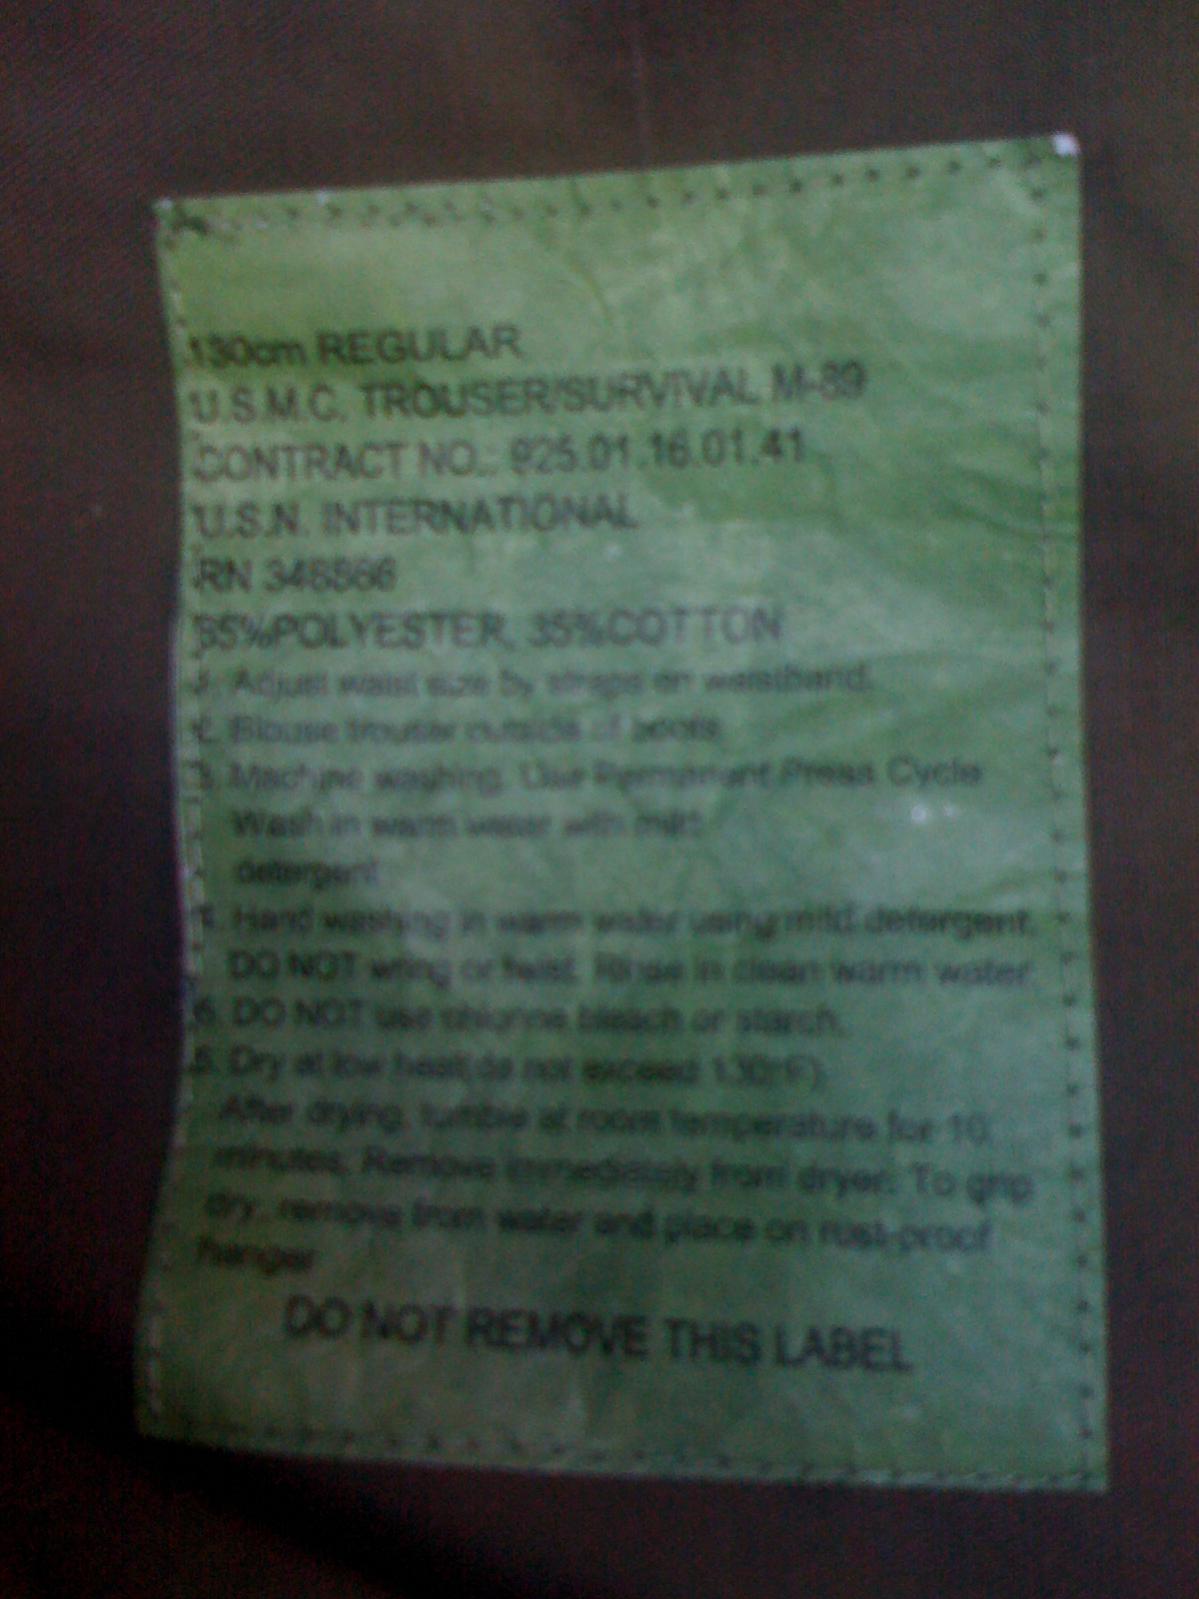 130cm REGULAR
U.S.M.C. TROUSER/SURVIVAL M-89
CONTRACT NO.: 925.01.16.01.41
U.S.N. INTERNATIONAL
RN
65%POLYESTER, 35%COTTON
1. Adjust waist size by straps on waistband.
2. Blouse trouser outside of boots
3. Machine washing. Use Permanent Press Cycle
Wash in warm water with mild
detergent
4. Hand washing in warm water using mild detergent.
DO NOT wring or twist. Rinse in clean warm water.
6. DO NOT use chlorine bleach or starch.
5. Dry at low heat(do not exceed 130°F).
After drying, tumble at room temperature for 10
minutes. Remove immediately from dryer. To grip
dry, remove from water and place on rust-proof
hanger
DO NOT REMOVE THIS LABEL